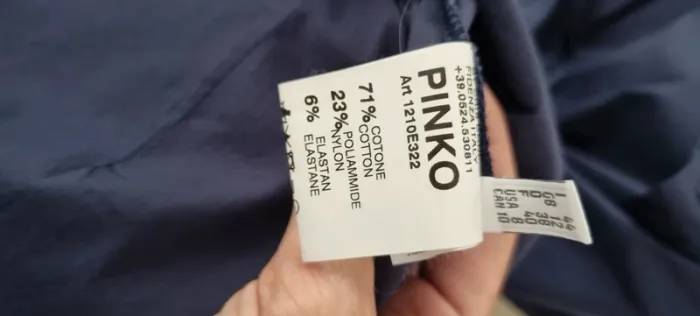 FIDENZA ITALY
+39.0524.530811
PINKO
Art 1210E322
71% COTONE
COTTON
23% POLIAMMIDE
NYLON
6% ELASTAN
ELASTANE
I 44
GB 12
D 38
F 40
USA 8
CAN 10